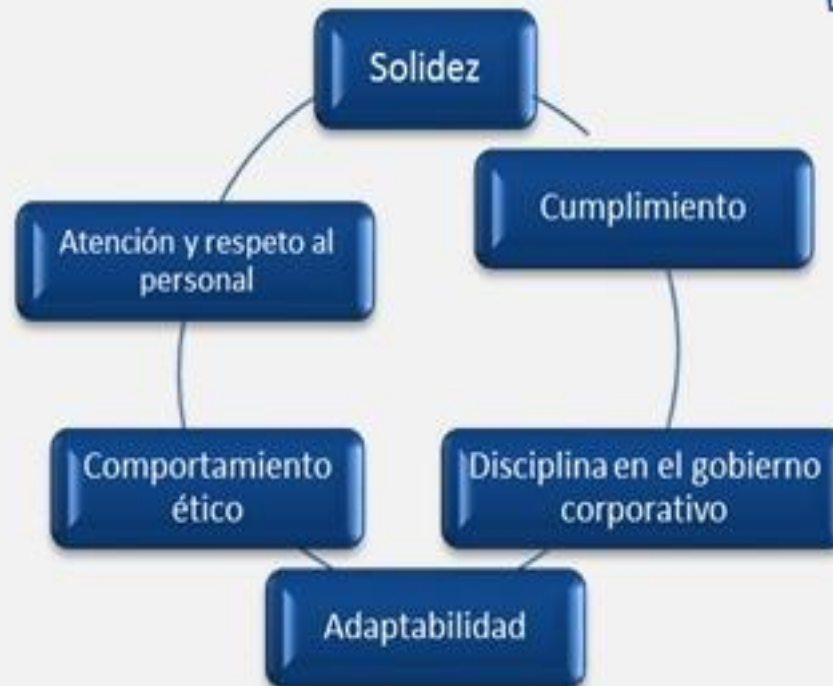 Solidez
Cumplimiento
Atención y respeto al
personal
Comportamiento
ético
Disciplina en el gobierno
corporativo
Adaptabilidad